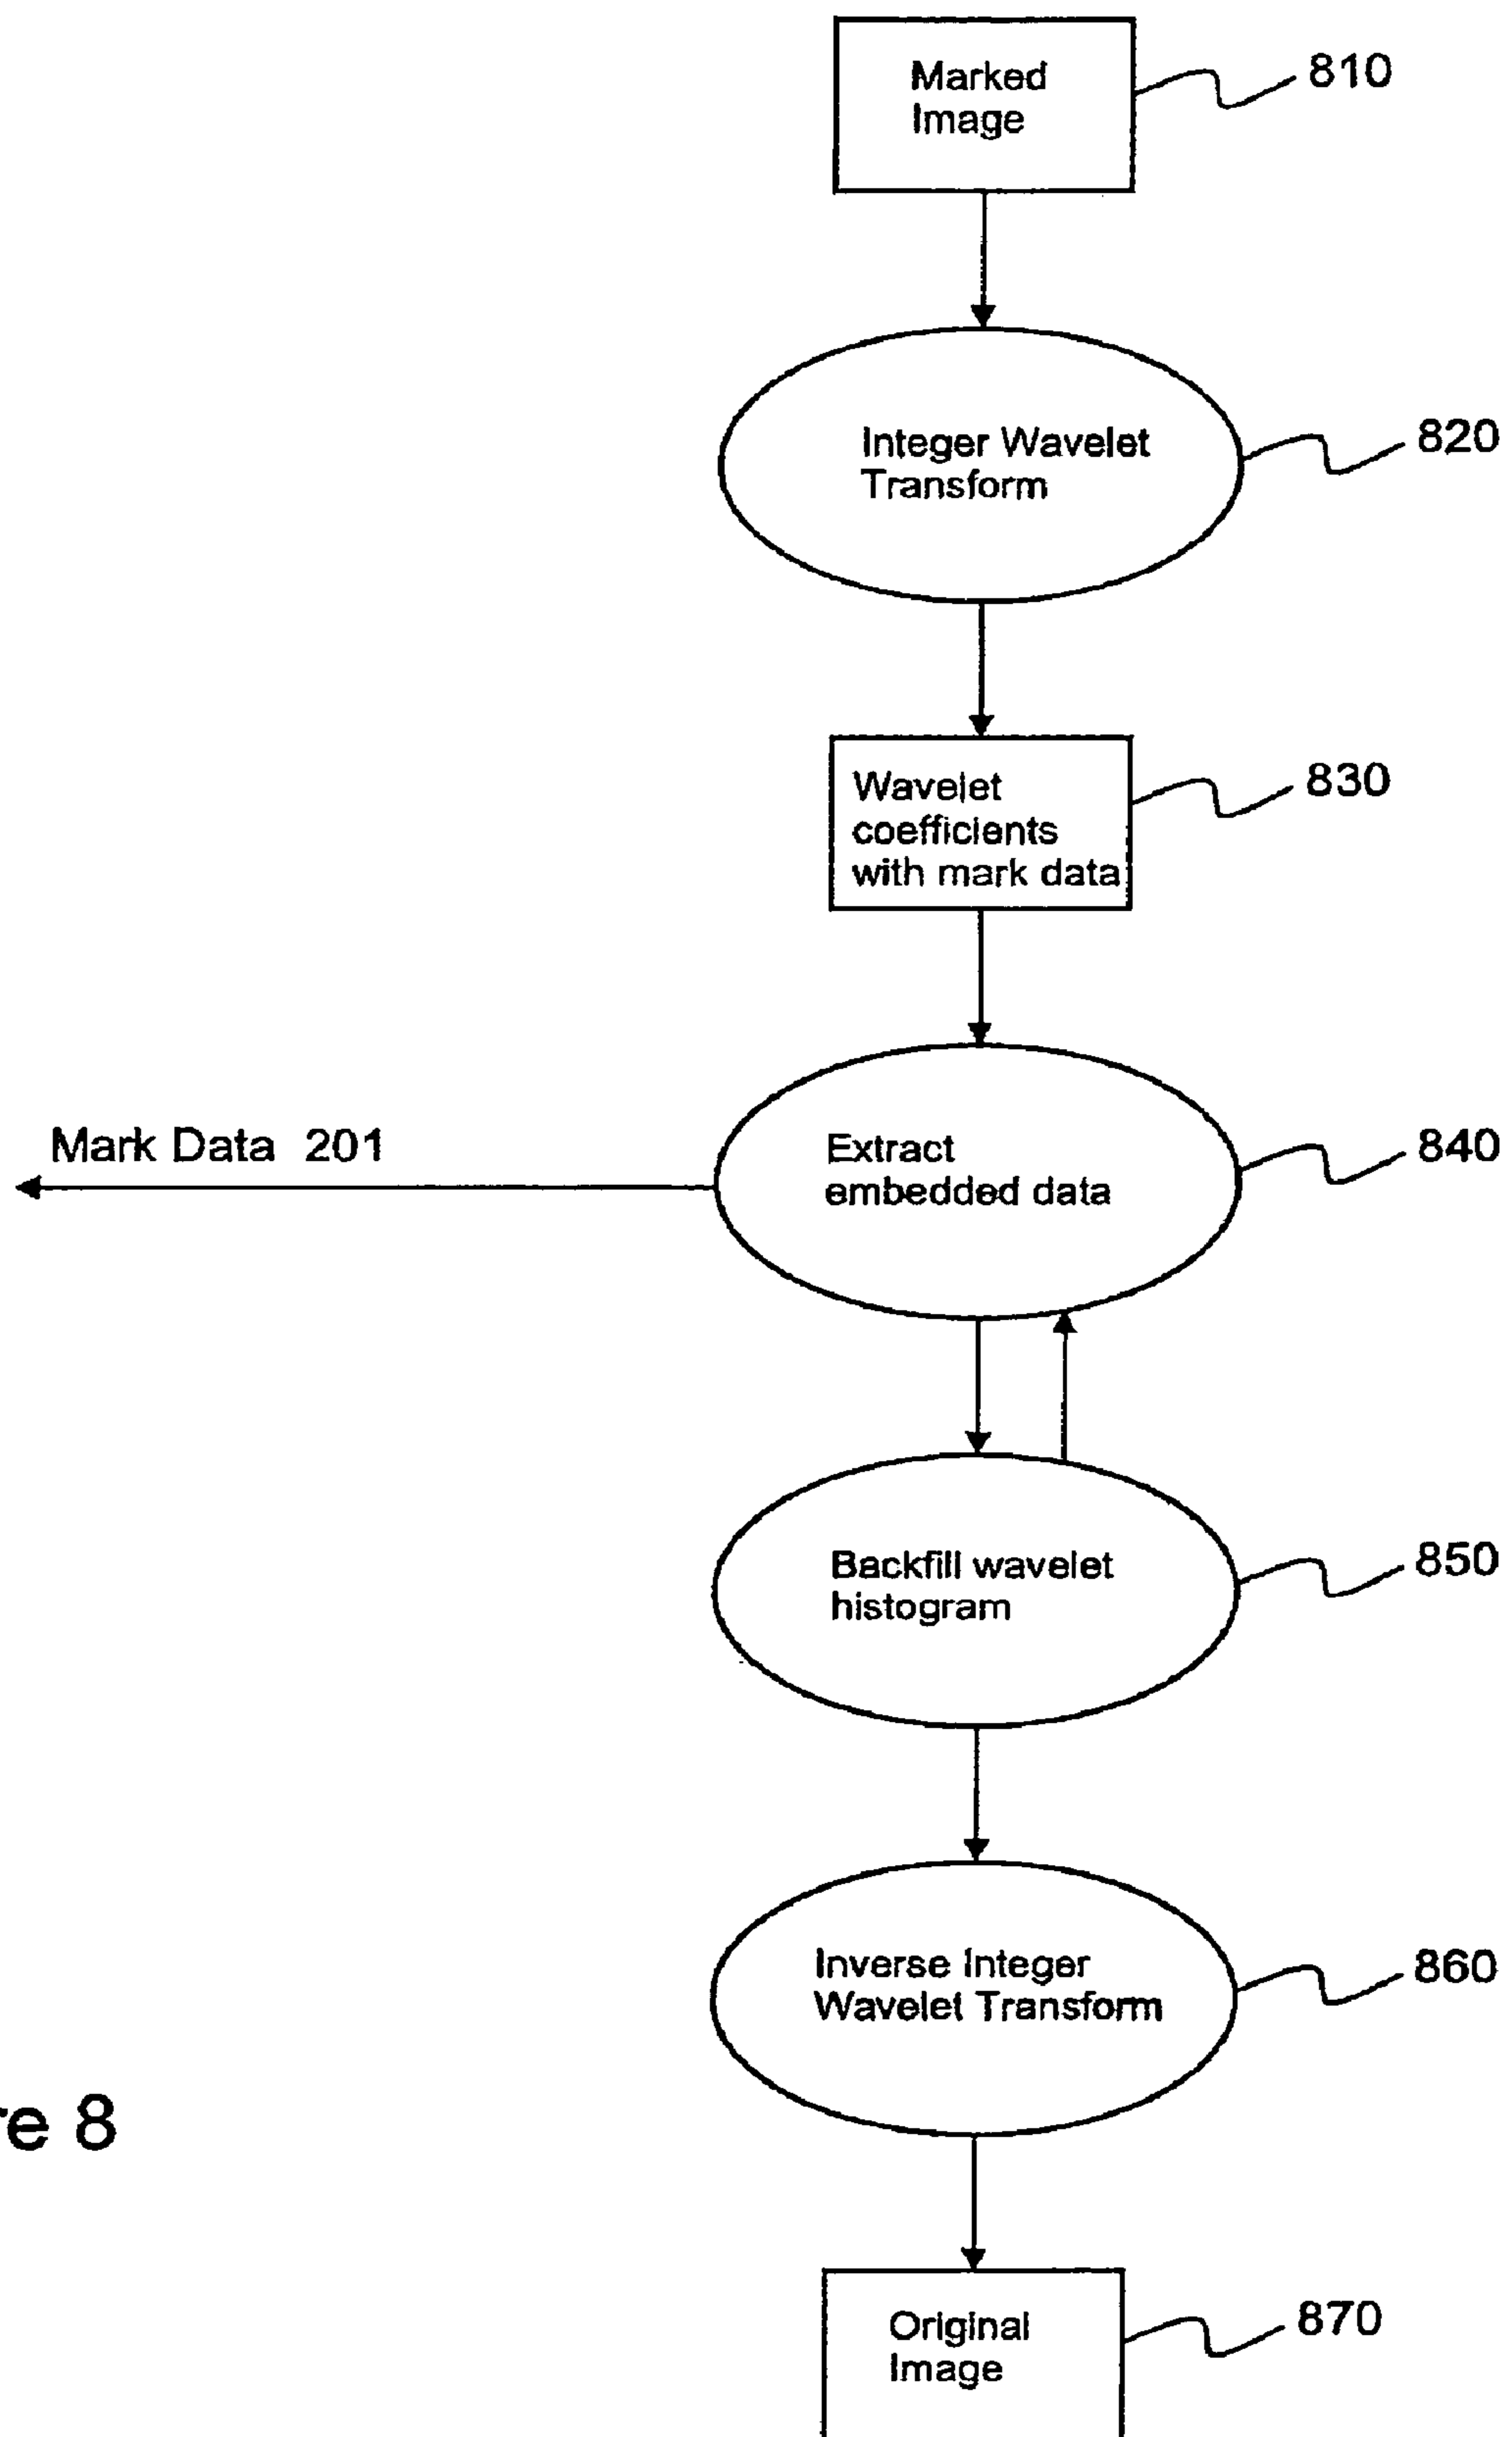 Marked
Image
810
Integer Wavelet
Transform
820
Wavelet
coefficients
with mark data
830
Mark Data 201
Extract
embedded data
840
Backfill wavelet
histogram
850
Inverse Integer
Wavelet Transform
860
re 8
Original
Image
870